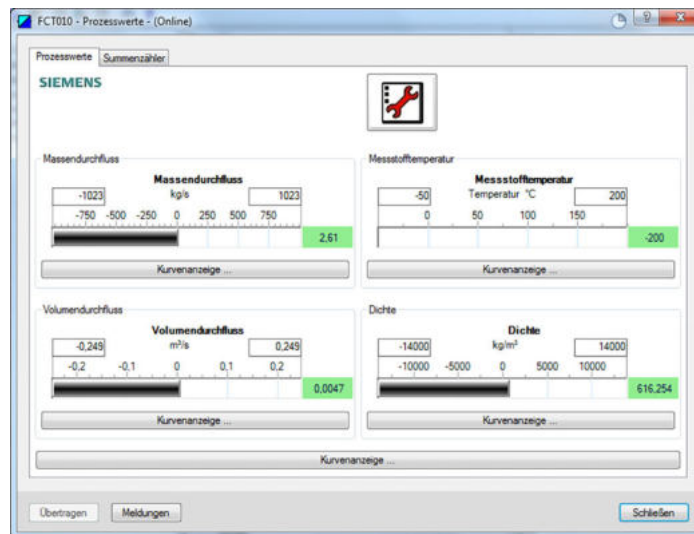 FCT010 - Prozesswerte - (Online)
Prozesswerte Summenzähler
SIEMENS
Massendurchfluss
Massendurchfluss
-1023 kg/s 1023
-750 -500 -250 0 250 500 750
2,61
Kurvenanzeige ...
Messstofftemperatur
Messstofftemperatur
-50 Temperatur °C 200
0 50 100 150
-200
Kurvenanzeige ...
Volumendurchfluss
Volumendurchfluss
-0,249 m³/s 0,249
-0,2 -0,1 0 0,1 0,2
0,0047
Kurvenanzeige ...
Dichte
Dichte
-14000 kg/m³ 14000
-10000 -5000 0 5000 10000
616,254
Kurvenanzeige ...
Kurvenanzeige ...
Übertragen Meldungen Schließen